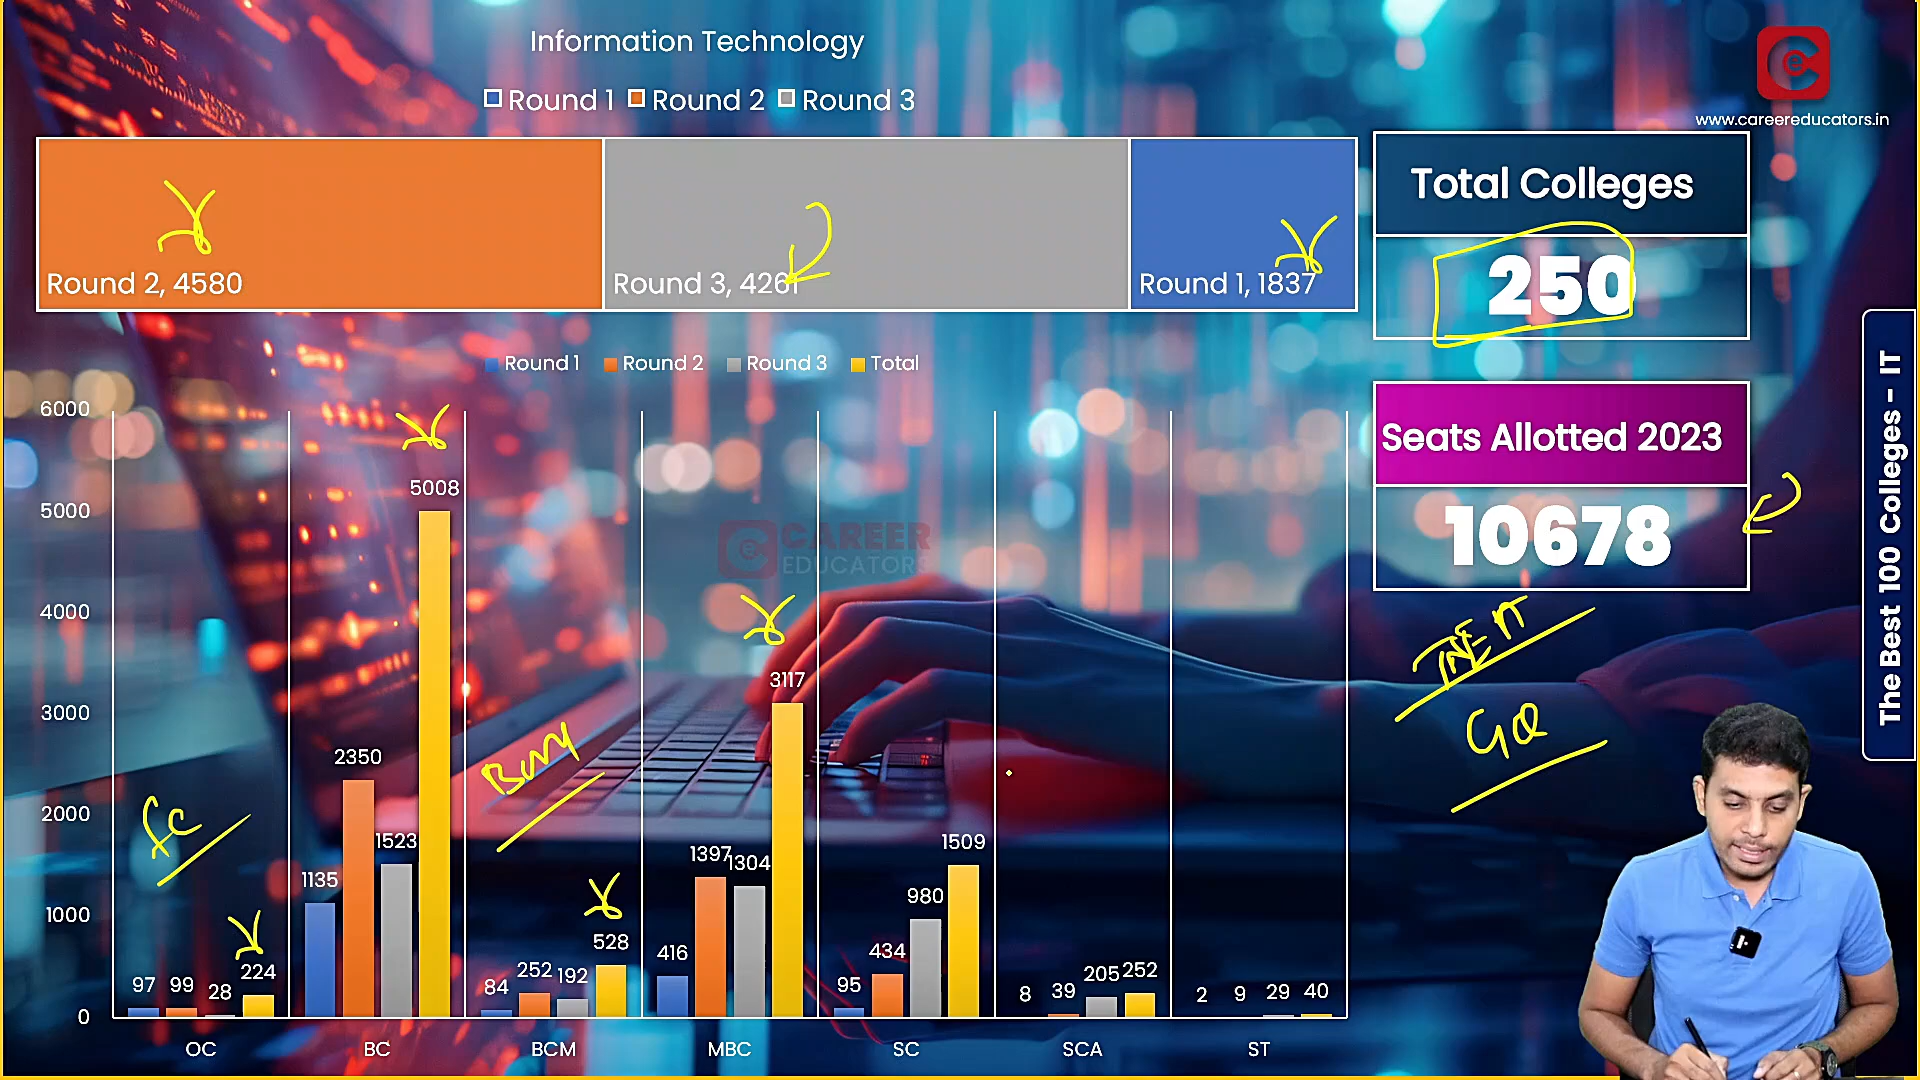 Information Technology
Round 1 Round 2 Round 3
www.careereducators.in
Round 2, 4580
Round 3, 4261
Round 1, 1837
Total Colleges
250
Seats Allotted 2023
10678
The Best 100 Colleges - IT
Round 1 Round 2 Round 3 Total
6000
5000
4000
3000
2000
1000
0
97 99 28 224
1135 2350 1523 5008
84 252 192 528
416 1397 1304 3117
95 434 980 1509
8 39 205 252
2 9 29 40
OC BC BCM MBC SC SCA ST
CAREER
EDUCATORS
GQ